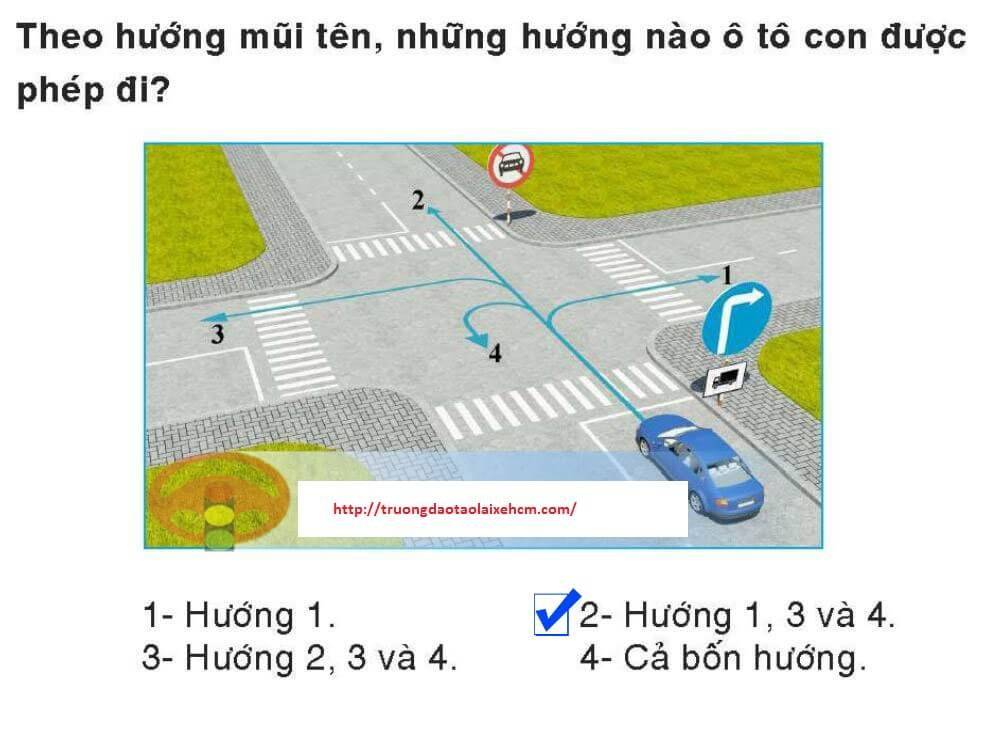 Theo hướng mũi tên, những hướng nào ô tô con được
phép đi?
2
1
3
4
http://truongdaotaolaixehcm.com/
1- Hướng 1.
2- Hướng 1, 3 và 4.
3- Hướng 2, 3 và 4.
4- Cả bốn hướng.